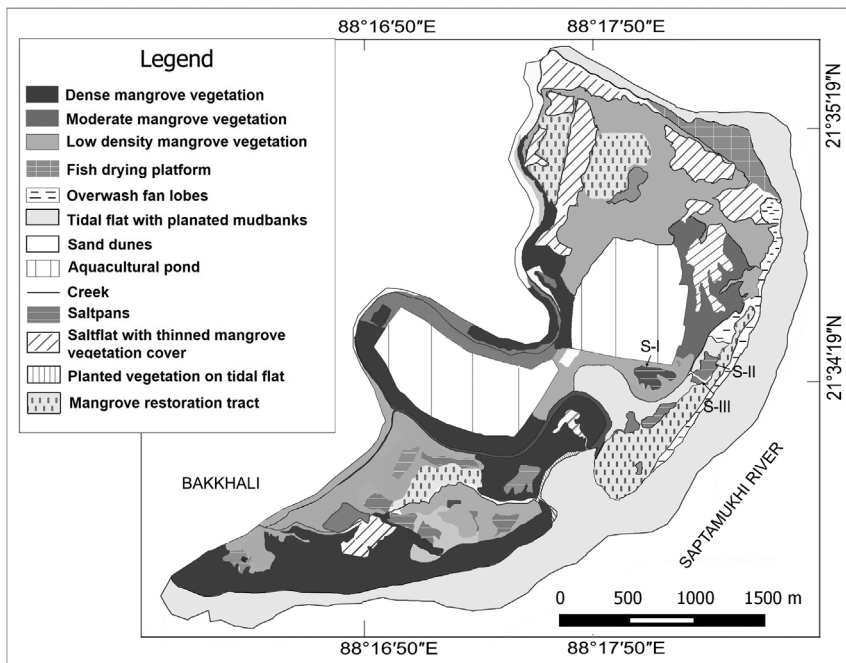 88°16′50″E
88°17′50″E
Legend
Dense mangrove vegetation
Moderate mangrove vegetation
Low density mangrove vegetation
Fish drying platform
Overwash fan lobes
Tidal flat with planated mudbanks
Sand dunes
Aquacultural pond
Creek
Saltpans
Saltflat with thinned mangrove
vegetation cover
Planted vegetation on tidal flat
Mangrove restoration tract
21°35′19″N
21°34′19″N
S-I
S-II
S-III
BAKKHALI
SAPTAMUKHI RIVER
0 500 1000 1500 m
88°16′50″E
88°17′50″E